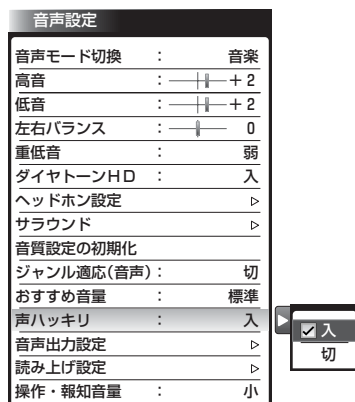 音声設定
音声モード切換 : 音楽
高音 : +2
低音 : +2
左右バランス : 0
重低音 : 弱
ダイヤトーンHD : 入
ヘッドホン設定
サラウンド
音質設定の初期化
ジャンル適応(音声) : 切
おすすめ音量 : 標準
声ハッキリ : 入
音声出力設定
読み上げ設定
操作・報知音量 : 小
入
切